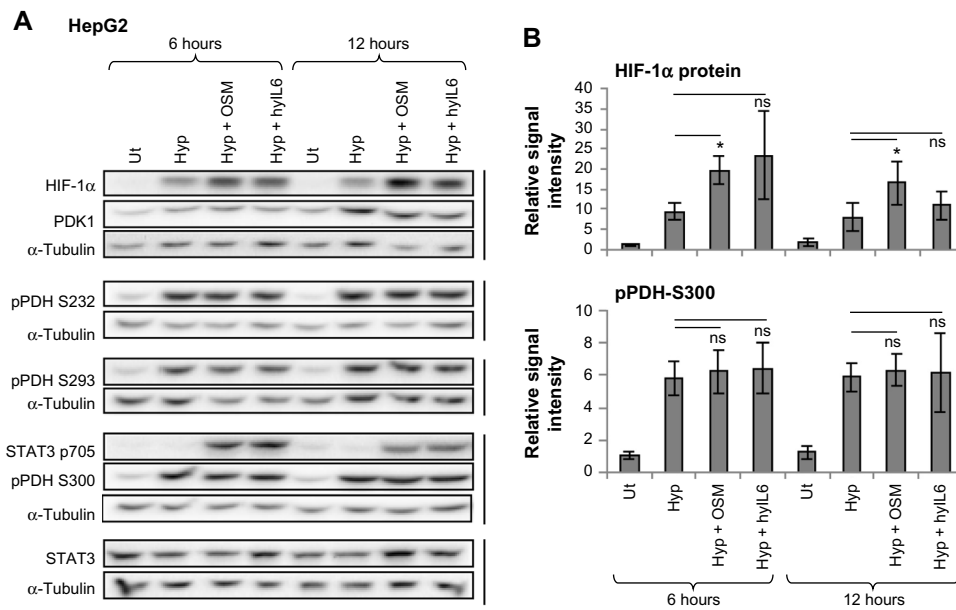 A
HepG2
6 hours
12 hours
Ut
Hyp
Hyp + OSM
Hyp + hyIL6
Ut
Hyp
Hyp + OSM
Hyp + hyIL6
HIF-1α
PDK1
α-Tubulin
pPDH S232
α-Tubulin
pPDH S293
α-Tubulin
STAT3 p705
pPDH S300
α-Tubulin
STAT3
α-Tubulin
B
HIF-1α protein
Relative signal
intensity
40
35
30
25
20
15
10
5
0
*
ns
*
ns
pPDH-S300
Relative signal
intensity
10
8
6
4
2
0
ns
ns
ns
ns
Ut
Hyp
Hyp + OSM
Hyp + hyIL6
Ut
Hyp
Hyp + OSM
Hyp + hyIL6
6 hours
12 hours